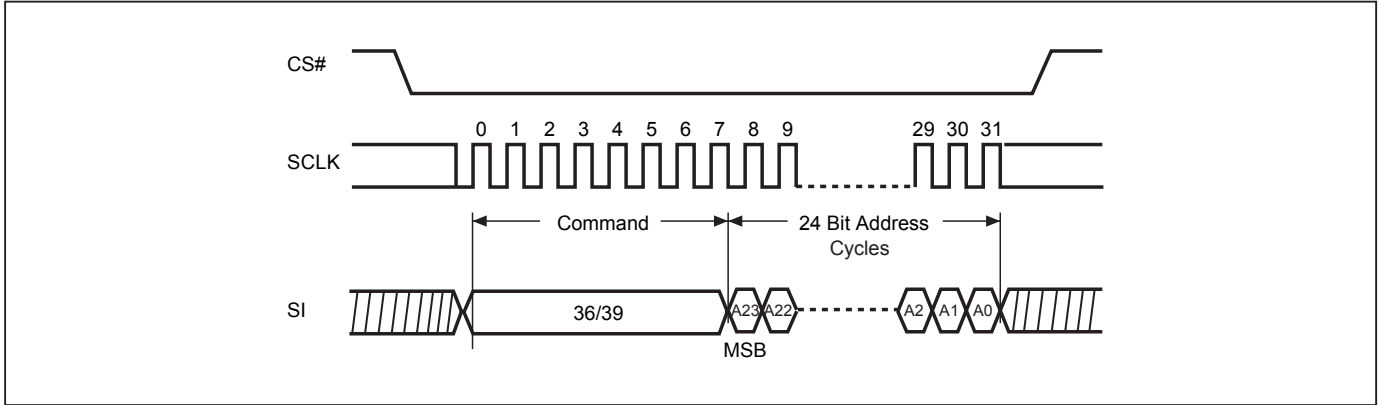 CS#
0 1 2 3 4 5 6 7 8 9 29 30 31
SCLK
Command 24 Bit Address
Cycles
SI 36/39 A23 A22 A2 A1 A0
MSB